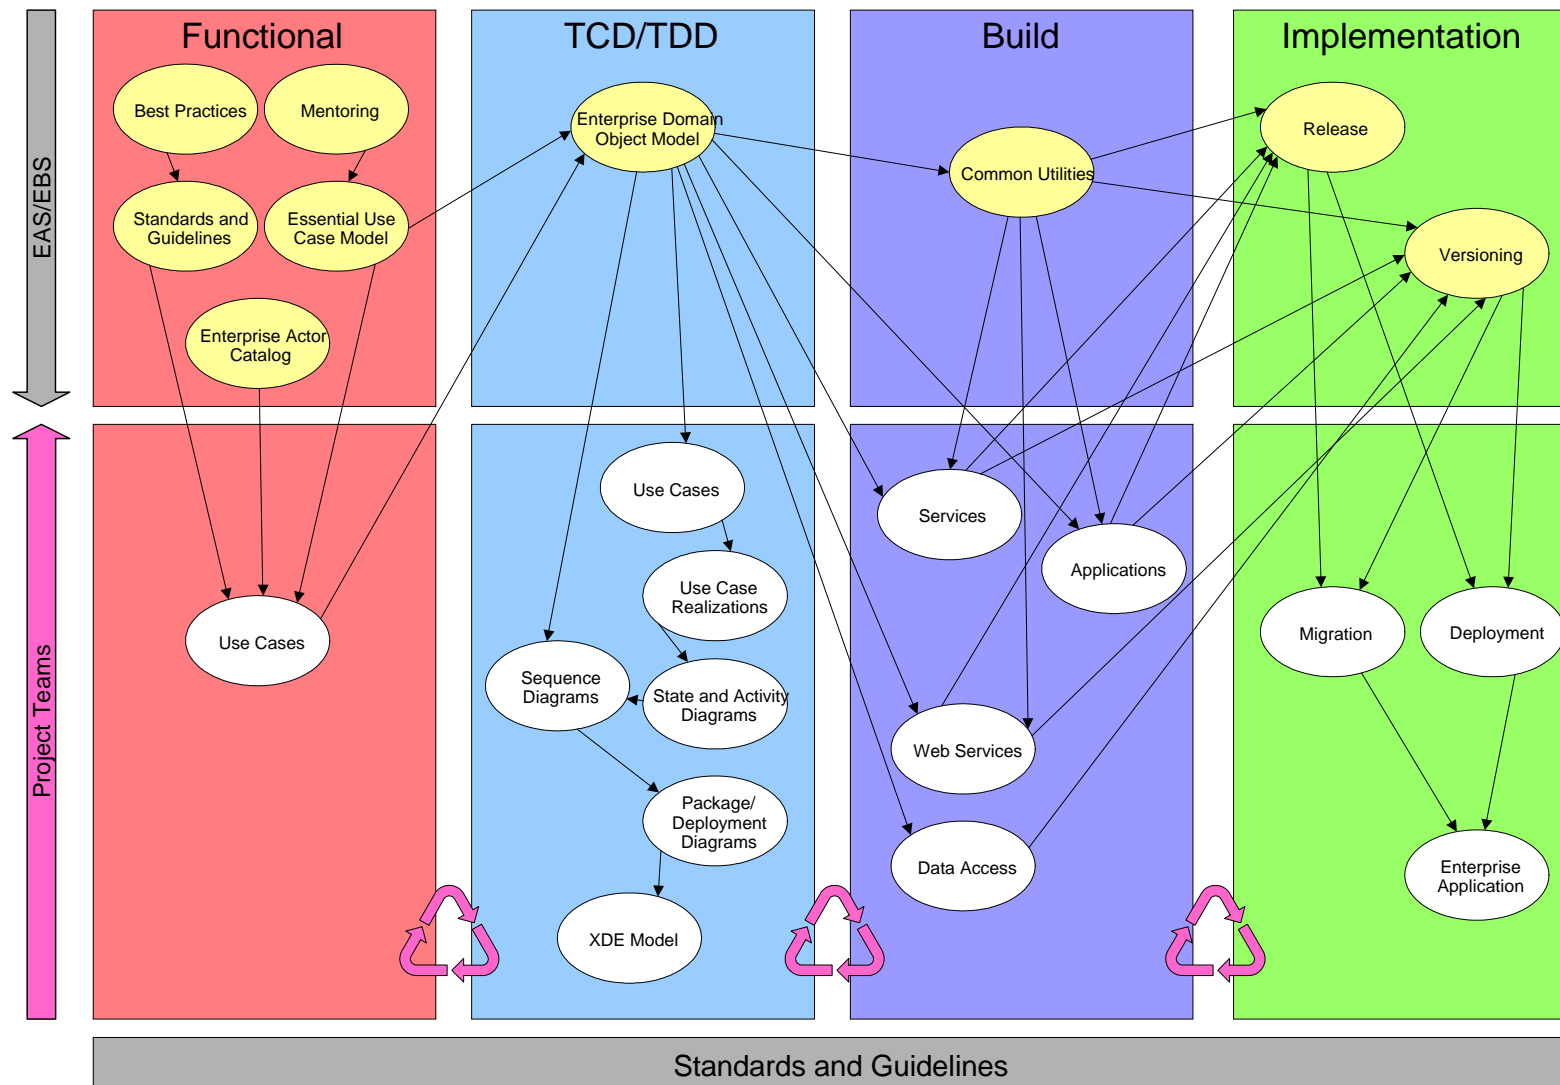 Functional
TCD/TDD
Build
Implementation
EAS/EBS
Best Practices
Mentoring
Standards and
Guidelines
Essential Use
Case Model
Enterprise Actor
Catalog
Enterprise Domain
Object Model
Common Utilities
Release
Versioning
Project Teams
Use Cases
Use Cases
Use Case
Realizations
Sequence
Diagrams
State and Activity
Diagrams
Package/
Deployment
Diagrams
XDE Model
Services
Applications
Web Services
Data Access
Migration
Deployment
Enterprise
Application
Standards and Guidelines